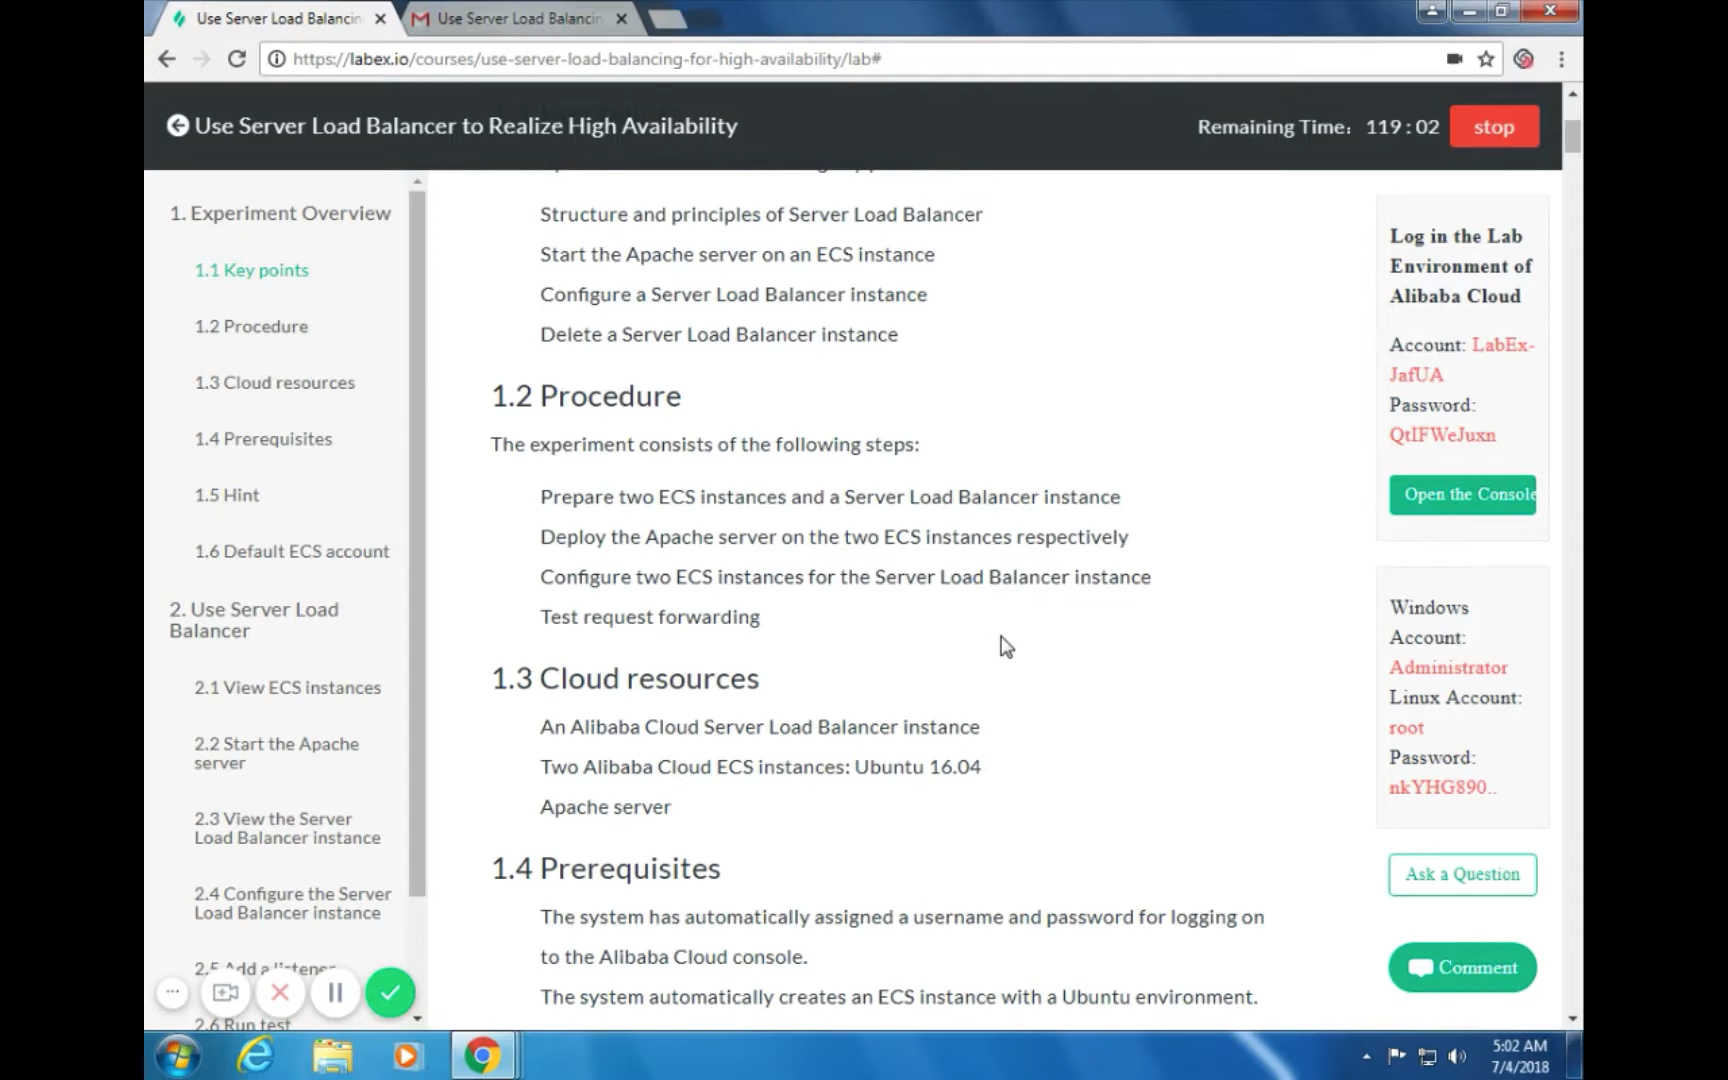 Use Server Load Balancin
Use Server Load Balancin
https://labex.io/courses/use-server-load-balancing-for-high-availability/lab#
Use Server Load Balancer to Realize High Availability
Remaining Time: 119 : 02
stop
1. Experiment Overview
1.1 Key points
1.2 Procedure
1.3 Cloud resources
1.4 Prerequisites
1.5 Hint
1.6 Default ECS account
2. Use Server Load
Balancer
2.1 View ECS instances
2.2 Start the Apache
server
2.3 View the Server
Load Balancer instance
2.4 Configure the Server
Load Balancer instance
2.5 Add a listener
2.6 Run test
Structure and principles of Server Load Balancer
Start the Apache server on an ECS instance
Configure a Server Load Balancer instance
Delete a Server Load Balancer instance
1.2 Procedure
The experiment consists of the following steps:
Prepare two ECS instances and a Server Load Balancer instance
Deploy the Apache server on the two ECS instances respectively
Configure two ECS instances for the Server Load Balancer instance
Test request forwarding
1.3 Cloud resources
An Alibaba Cloud Server Load Balancer instance
Two Alibaba Cloud ECS instances: Ubuntu 16.04
Apache server
1.4 Prerequisites
The system has automatically assigned a username and password for logging on
to the Alibaba Cloud console.
The system automatically creates an ECS instance with a Ubuntu environment.
Log in the Lab
Environment of
Alibaba Cloud
Account: LabEx-
JafUA
Password:
QtIFWeJuxn
Open the Console
Windows
Account:
Administrator
Linux Account:
root
Password:
nkYHG890..
Ask a Question
Comment
5:02 AM
7/4/2018